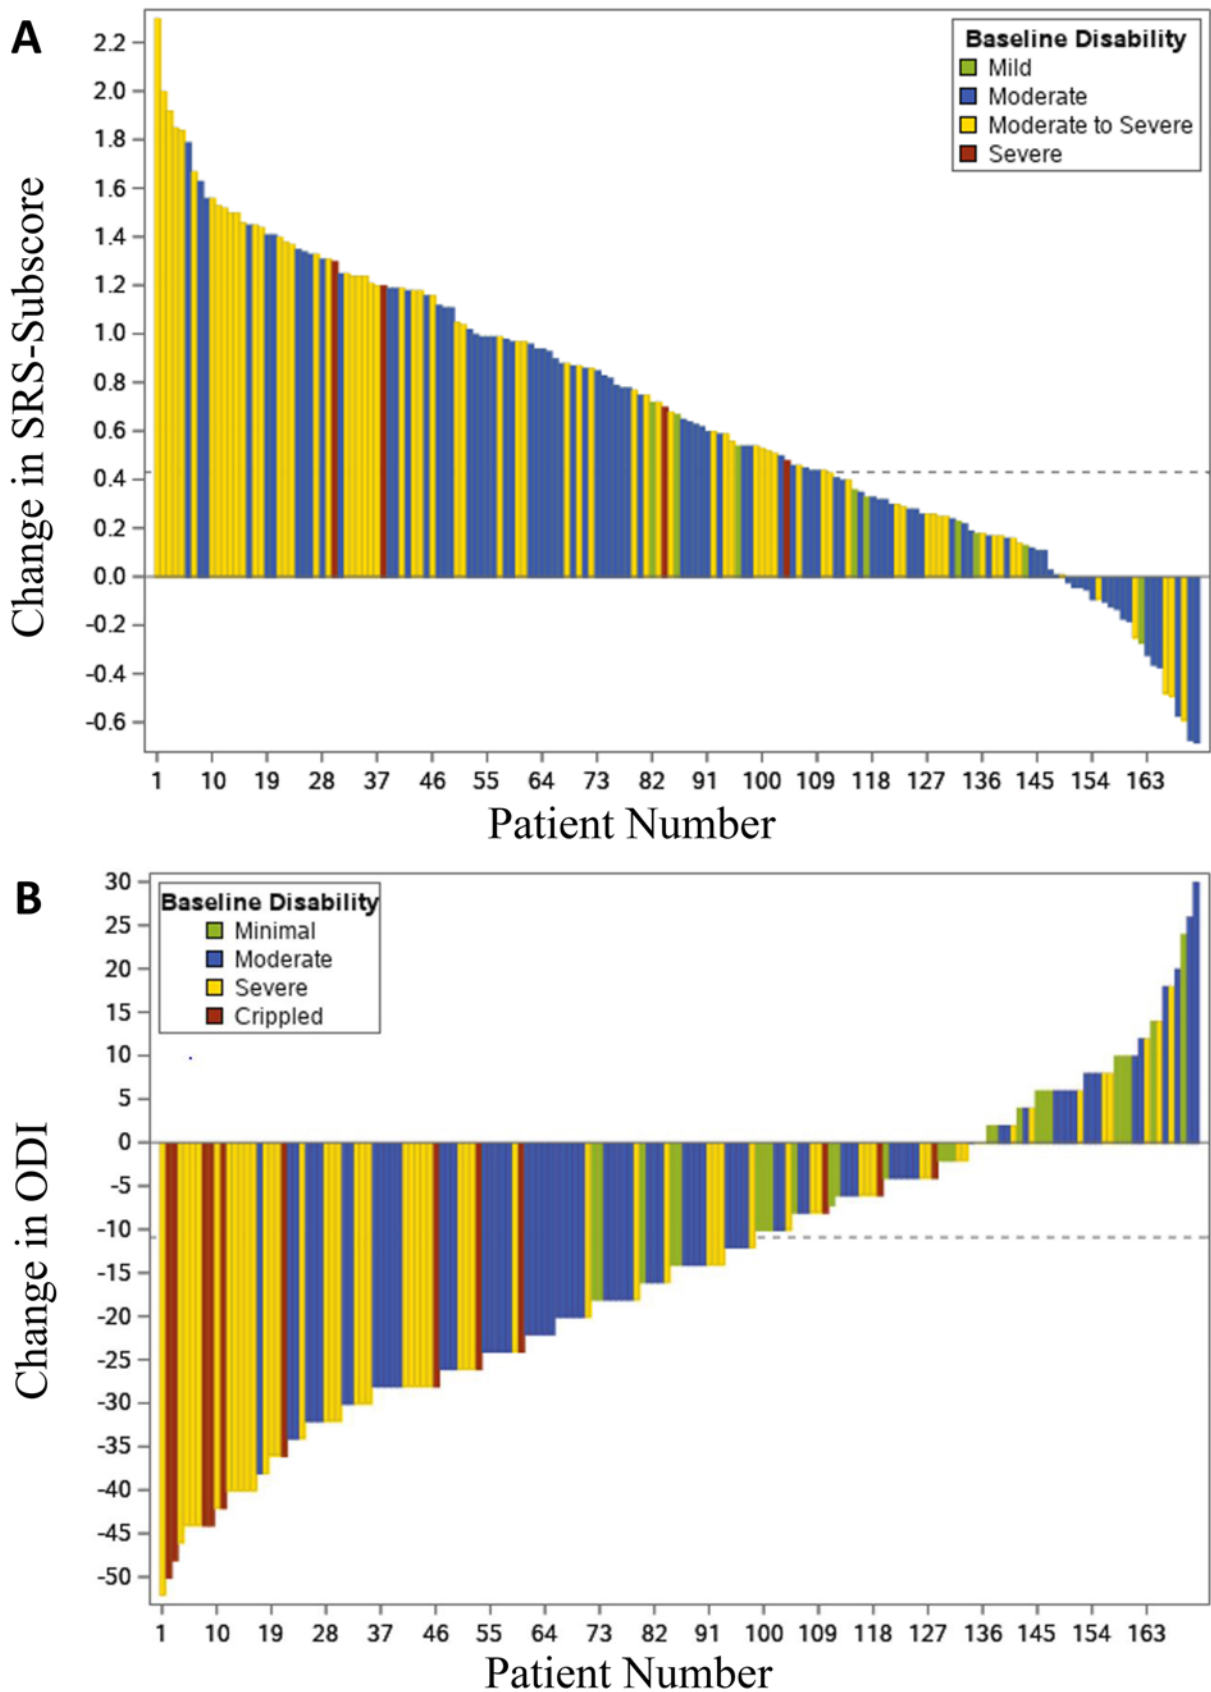 A
Change in SRS-Subscore
2.2
2.0
1.8
1.6
1.4
1.2
1.0
0.8
0.6
0.4
0.2
0.0
-0.2
-0.4
-0.6
Baseline Disability
Mild
Moderate
Moderate to Severe
Severe
1 10 19 28 37 46 55 64 73 82 91 100 109 118 127 136 145 154 163
Patient Number
B
Change in ODI
30
25
20
15
10
5
0
-5
-10
-15
-20
-25
-30
-35
-40
-45
-50
Baseline Disability
Minimal
Moderate
Severe
Crippled
1 10 19 28 37 46 55 64 73 82 91 100 109 118 127 136 145 154 163
Patient Number